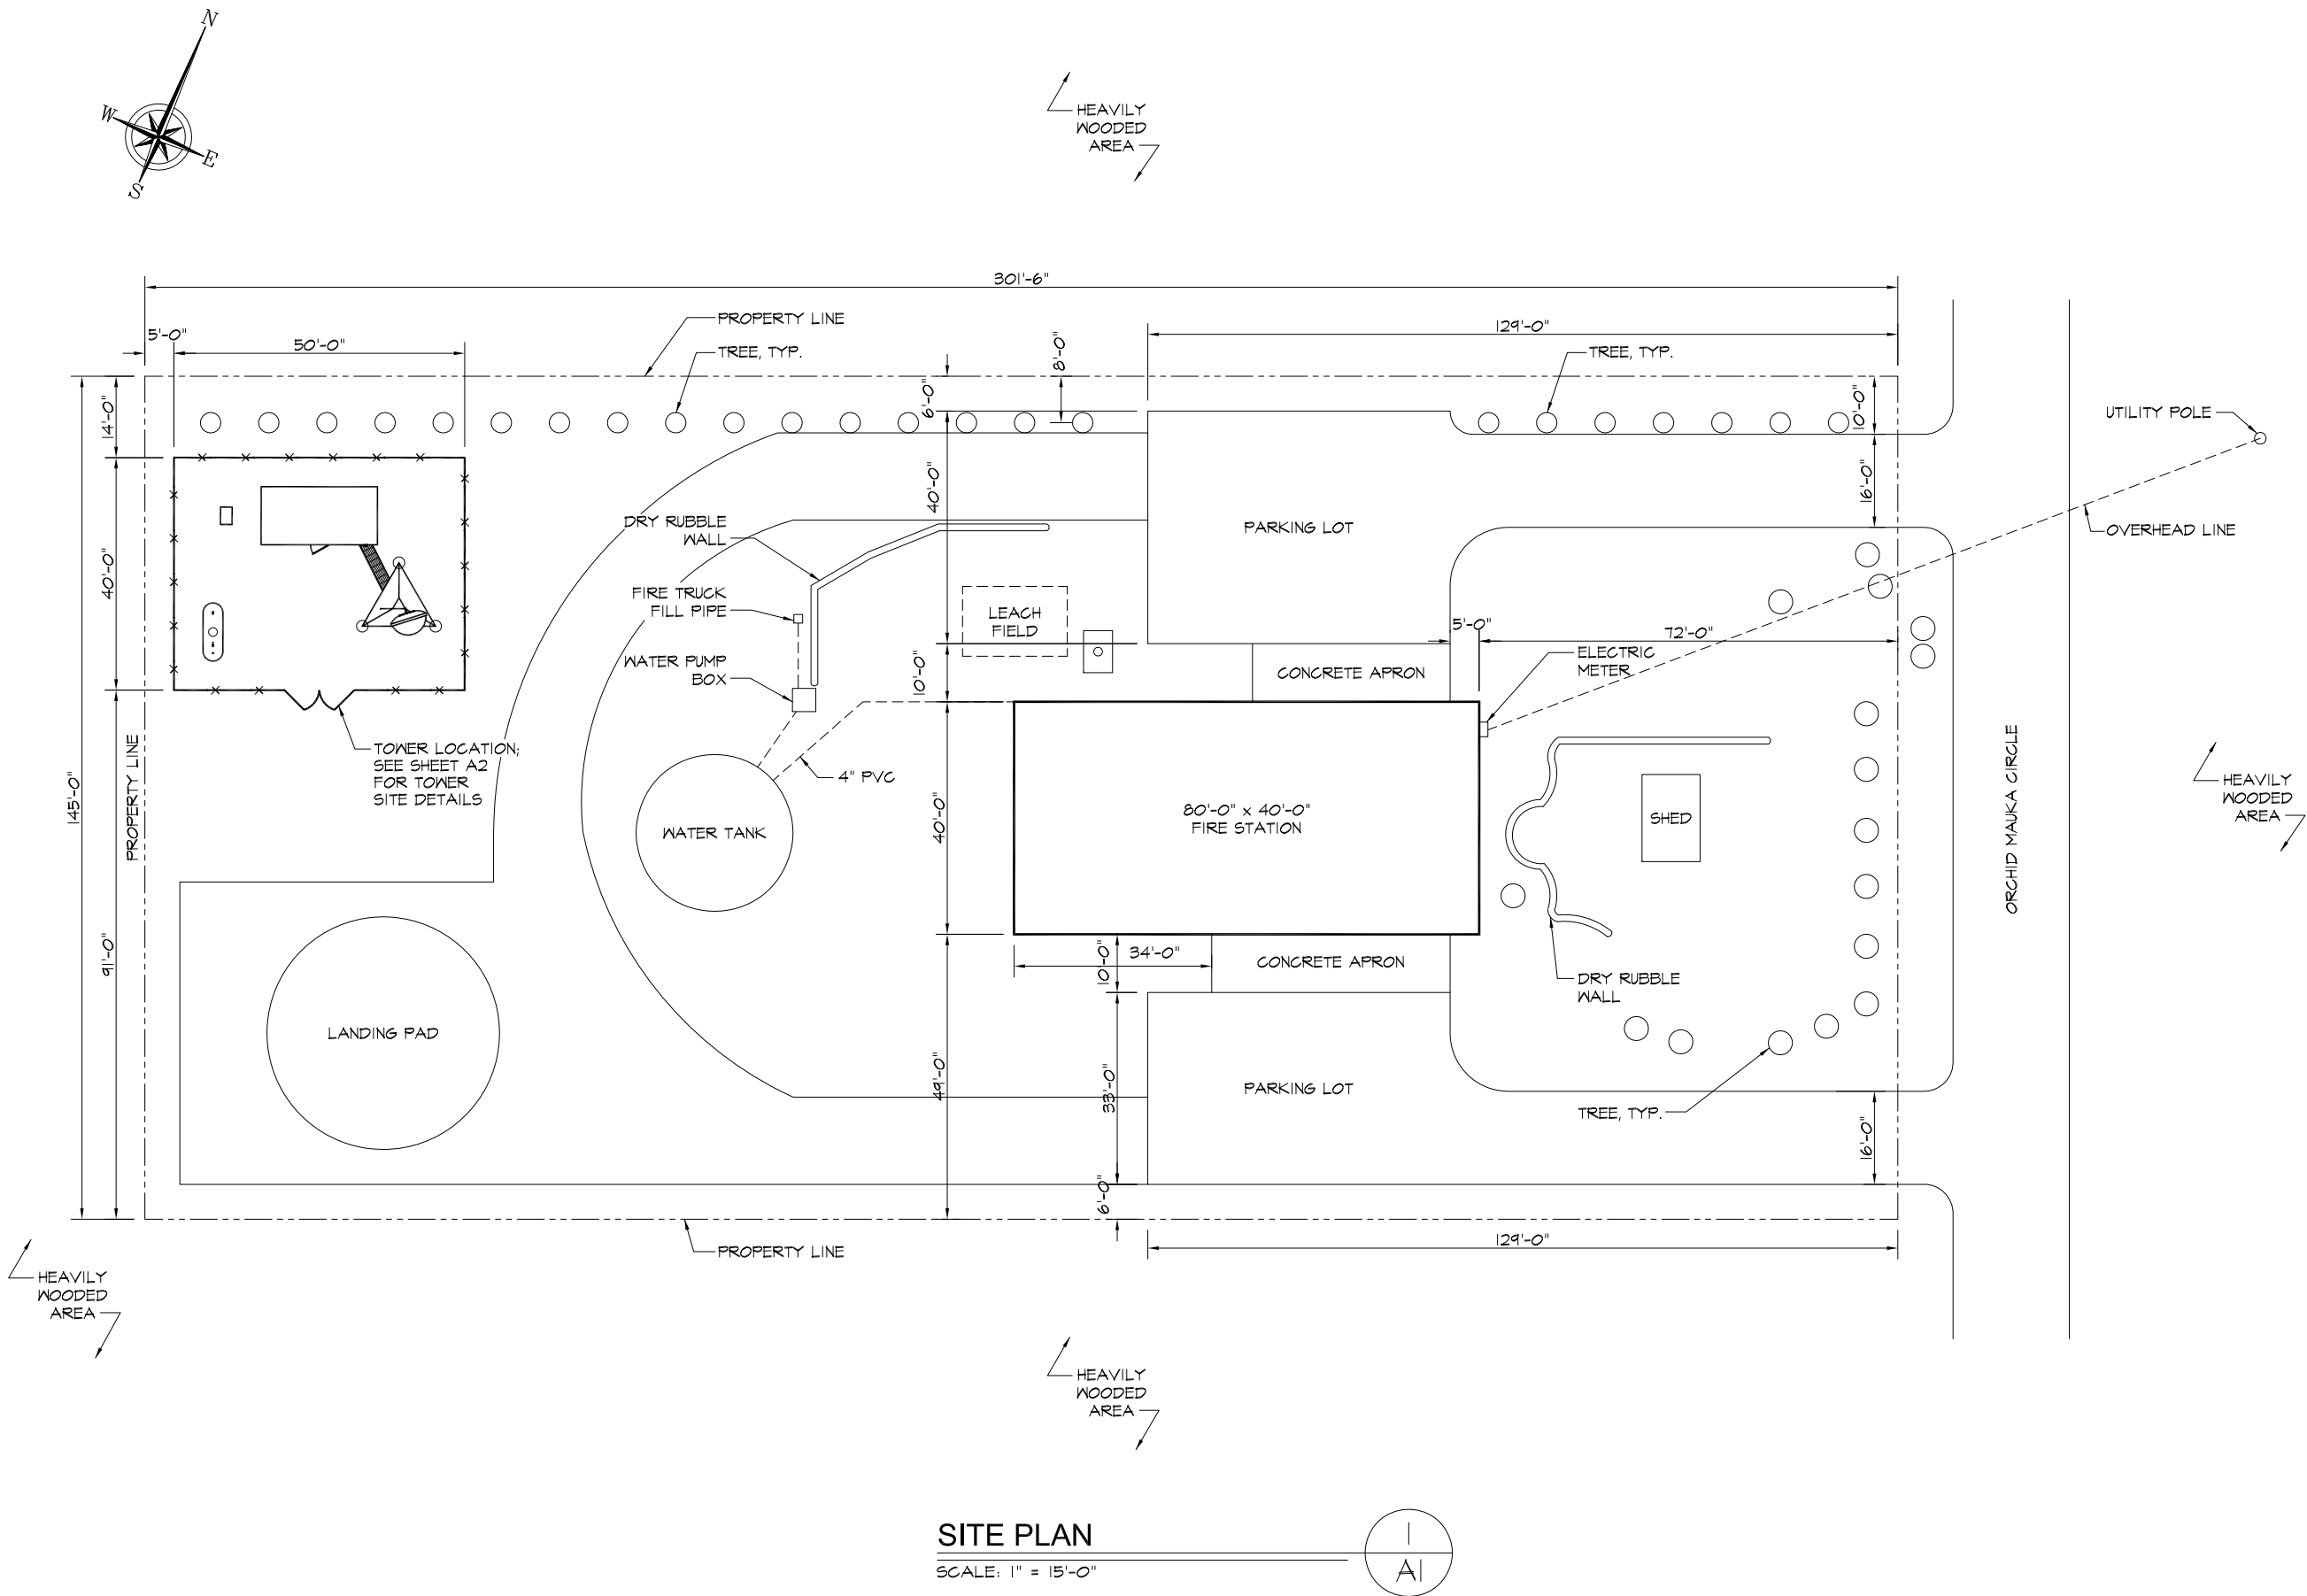 N
W
E
S
HEAVILY
WOODED
AREA
301'-6"
PROPERTY LINE
129'-0"
5'-0"
50'-0"
TREE, TYP.
8'-0"
TREE, TYP.
14'-0"
6'-0"
10'-0"
UTILITY POLE
16'-0"
OVERHEAD LINE
40'-0"
DRY RUBBLE
WALL
PARKING LOT
40'-0"
FIRE TRUCK
FILL PIPE
LEACH
FIELD
5'-0"
72'-0"
WATER PUMP
BOX
10'-0"
CONCRETE APRON
ELECTRIC
METER
TOWER LOCATION;
SEE SHEET A2
FOR TOWER
SITE DETAILS
PROPERTY LINE
145'-0"
4" PVC
ORCHID MAUKA CIRCLE
HEAVILY
WOODED
AREA
WATER TANK
40'-0"
80'-0" x 40'-0"
FIRE STATION
SHED
91'-0"
34'-0"
10'-0"
CONCRETE APRON
DRY RUBBLE
WALL
LANDING PAD
49'-0"
33'-0"
PARKING LOT
TREE, TYP.
16'-0"
6'-0"
PROPERTY LINE
129'-0"
HEAVILY
WOODED
AREA
HEAVILY
WOODED
AREA
SITE PLAN
SCALE: 1" = 15'-0"
1
A1